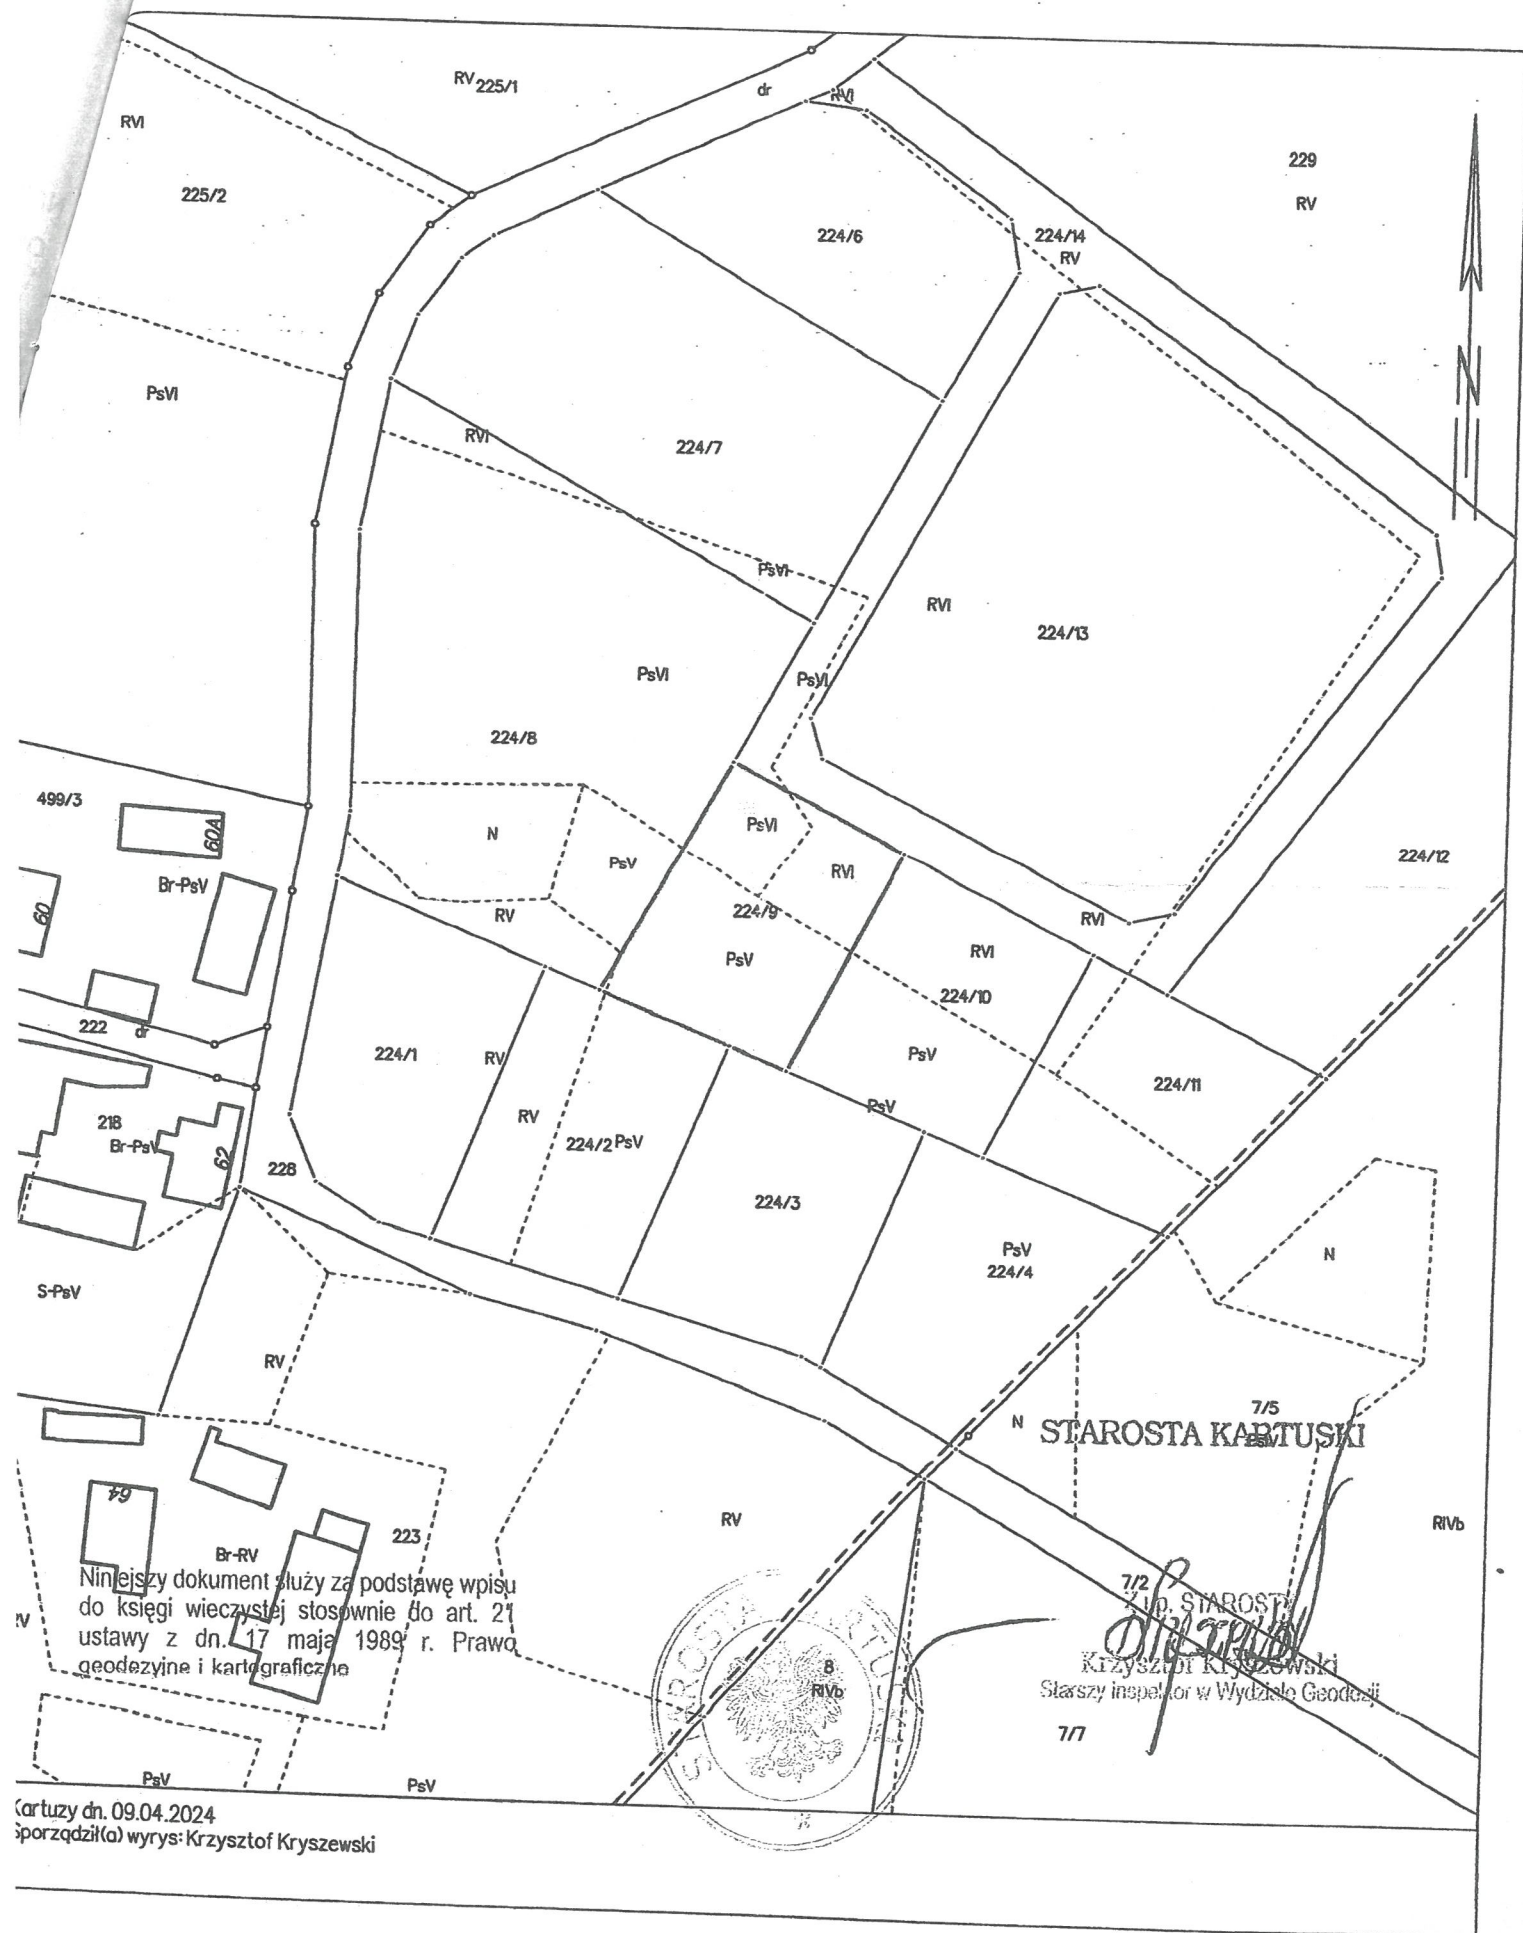 RV 225/1
dr
RVI
RVI
229
RV
225/2
224/6
224/14
RV
PsVI
RVI
224/7
N
PsVI
RVI
224/13
PsVI
PsVI
224/8
499/3
60A
N
PsVI
PsV
RVI
224/12
Br-PsV
60
RV
224/9
RVI
PsV
RVI
224/10
222 dr
224/1
RV
PsV
224/11
PsV
RV
218
Br-PsV
62
224/2 PsV
228
224/3
PsV
224/4
N
S-PsV
RV
7/5
N
STAROSTA KARTUSKI
64
223
RV
RIVb
Br-RV
Niniejszy dokument służy za podstawę wpisu
do księgi wieczystej stosownie do art. 21
ustawy z dn. 17 maja 1989 r. Prawo
geodezyjne i kartograficzne
RV
7/2
Z up. STAROSTY
Krzysztof Kryszewski
Starszy inspektor w Wydziale Geodezji
8
RIVb
STAROSTA KARTUSKI
7/7
PsV
PsV
Kartuzy dn. 09.04.2024
Sporządził(a) wyrys: Krzysztof Kryszewski